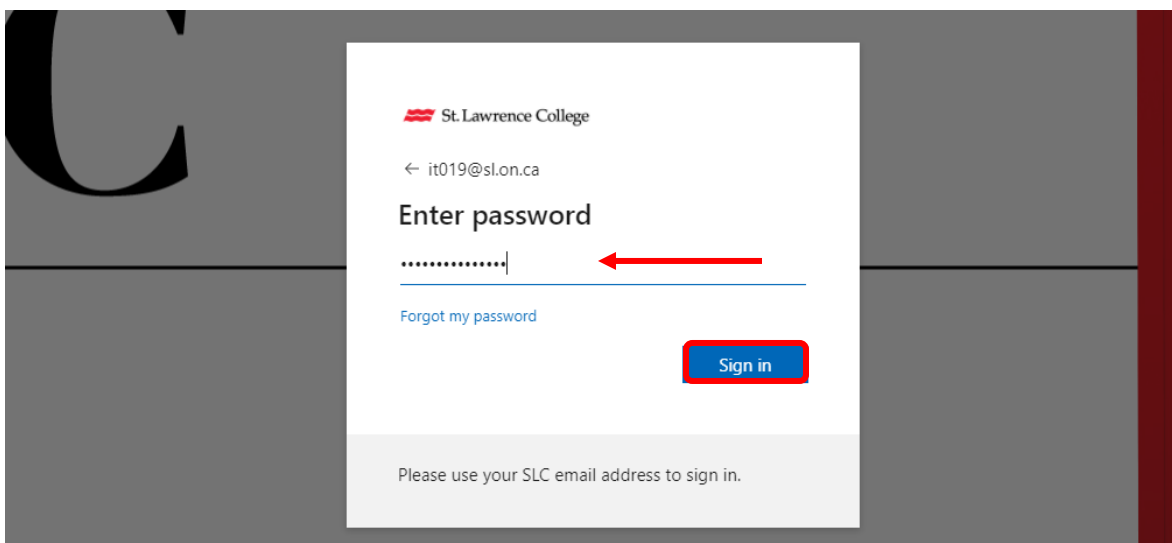 C
St. Lawrence College
← it019@sl.on.ca
Enter password
•••••••••••••••
Forgot my password
Sign in
Please use your SLC email address to sign in.